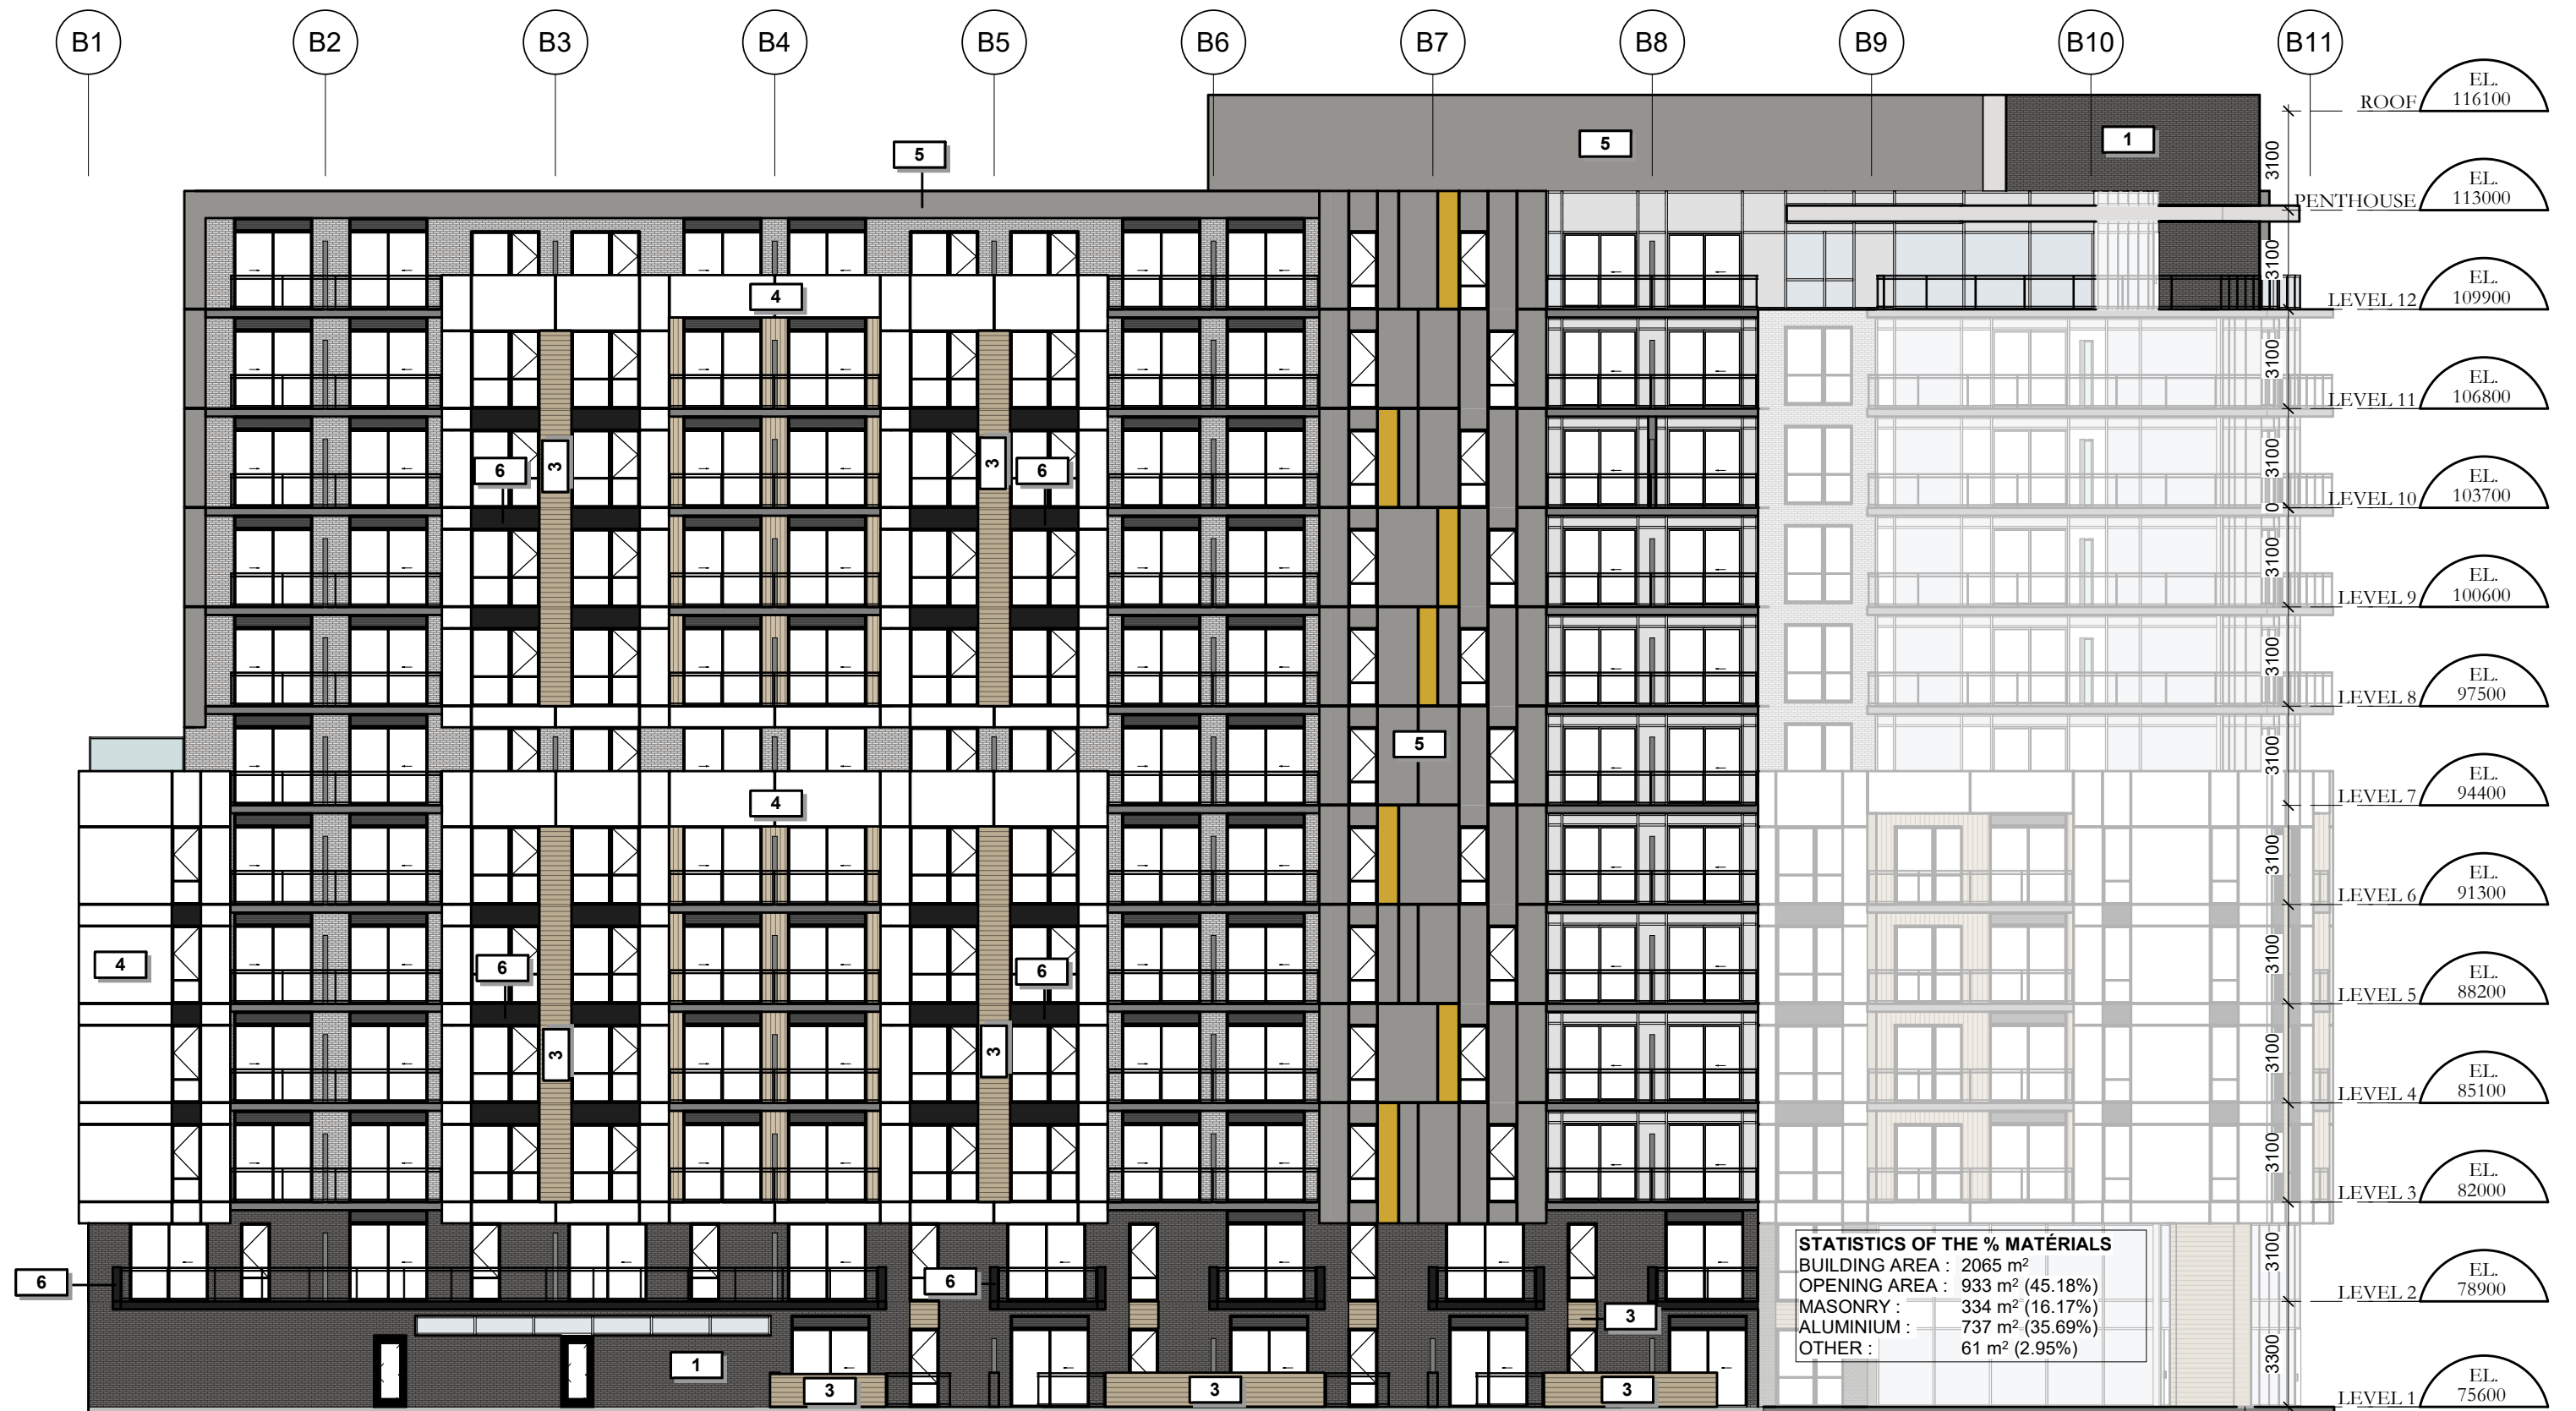 B1 B2 B3 B4 B5 B6 B7 B8 B9 B10 B11
ROOF EL. 116100
5
5
1
3100
PENTHOUSE EL. 113000
3100
4
LEVEL 12 EL. 109900
3100
LEVEL 11 EL. 106800
6 3 3 6
3100
LEVEL 10 EL. 103700
0
3100
LEVEL 9 EL. 100600
3100
LEVEL 8 EL. 97500
5
3100
4
LEVEL 7 EL. 94400
3100
LEVEL 6 EL. 91300
4 6 6
3100
LEVEL 5 EL. 88200
3 3
3100
LEVEL 4 EL. 85100
3100
LEVEL 3 EL. 82000
STATISTICS OF THE % MATÉRIALS
BUILDING AREA : 2065 m²
OPENING AREA : 933 m² (45.18%)
MASONRY : 334 m² (16.17%)
ALUMINIUM : 737 m² (35.69%)
OTHER : 61 m² (2.95%)
3100
6 6
LEVEL 2 EL. 78900
3
1
3300
3 3 3
LEVEL 1 EL. 75600